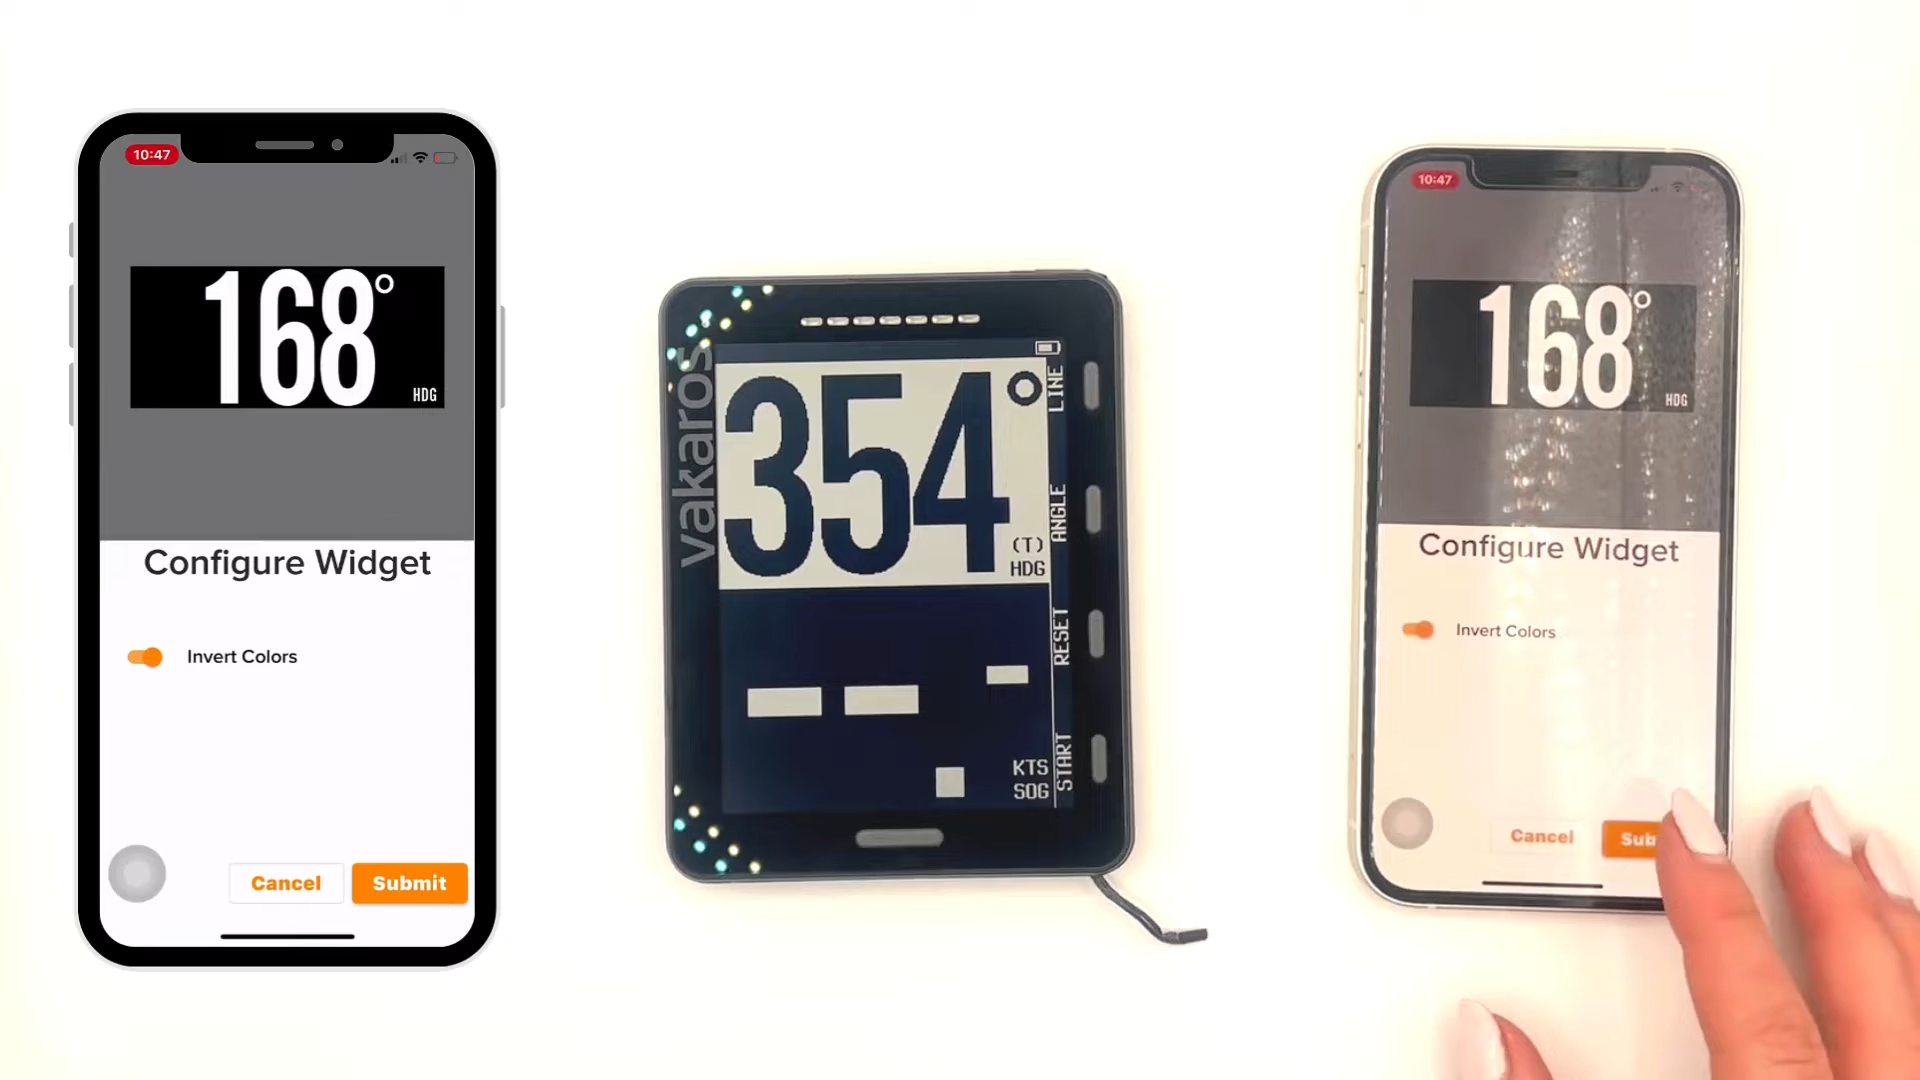 10:47
168°
HDG
Configure Widget
Invert Colors
Cancel
Submit
vakaros
354°
(T)
HDG
KTS
SOG
LINE
ANGLE
RESET
START
10:47
168°
HDG
Configure Widget
Invert Colors
Cancel
Sub